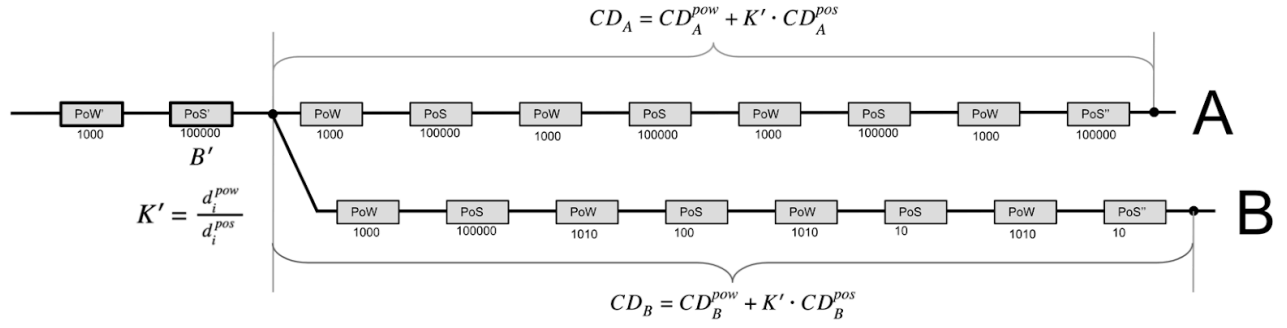 CD_A = CD_A^{pow} + K′ · CD_A^{pos}
PoW' PoS' PoW PoS PoW PoS PoW PoS PoW PoS" A
1000 100000 1000 100000 1000 100000 1000 100000 1000 100000
B′
K′ = d_i^{pow} / d_i^{pos}
PoW PoS PoW PoS PoW PoS PoW PoS" B
1000 100000 1010 100 1010 10 1010 10
CD_B = CD_B^{pow} + K′ · CD_B^{pos}